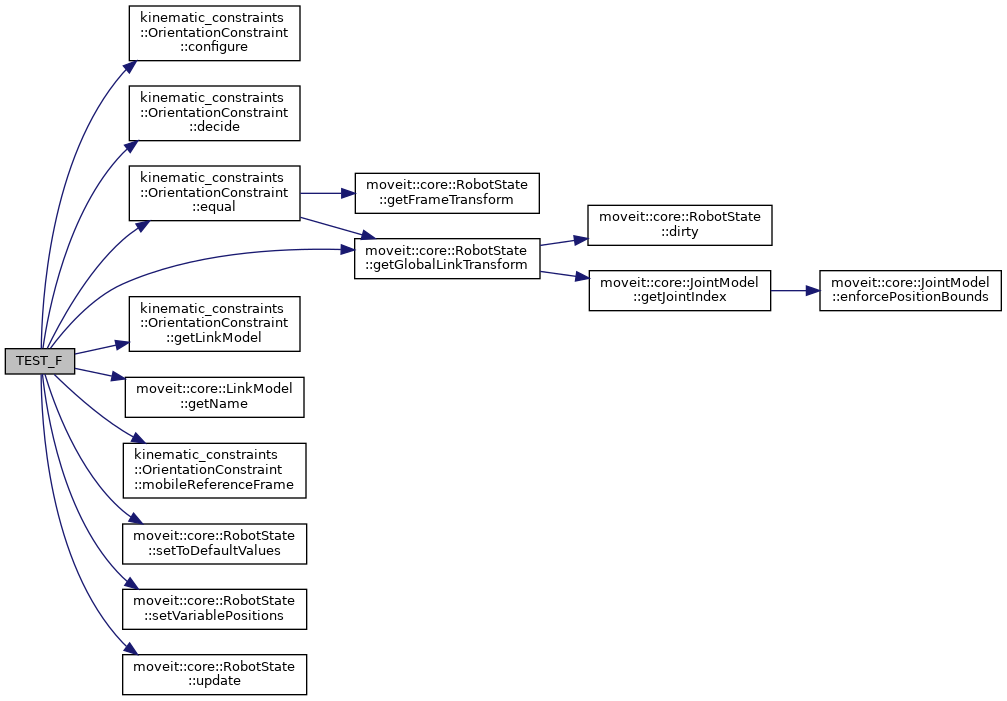 kinematic_constraints
::OrientationConstraint
::configure
kinematic_constraints
::OrientationConstraint
::decide
kinematic_constraints
::OrientationConstraint
::equal
moveit::core::RobotState
::getFrameTransform
moveit::core::RobotState
::dirty
moveit::core::RobotState
::getGlobalLinkTransform
moveit::core::JointModel
::getJointIndex
moveit::core::JointModel
::enforcePositionBounds
kinematic_constraints
::OrientationConstraint
::getLinkModel
TEST_F
moveit::core::LinkModel
::getName
kinematic_constraints
::OrientationConstraint
::mobileReferenceFrame
moveit::core::RobotState
::setToDefaultValues
moveit::core::RobotState
::setVariablePositions
moveit::core::RobotState
::update